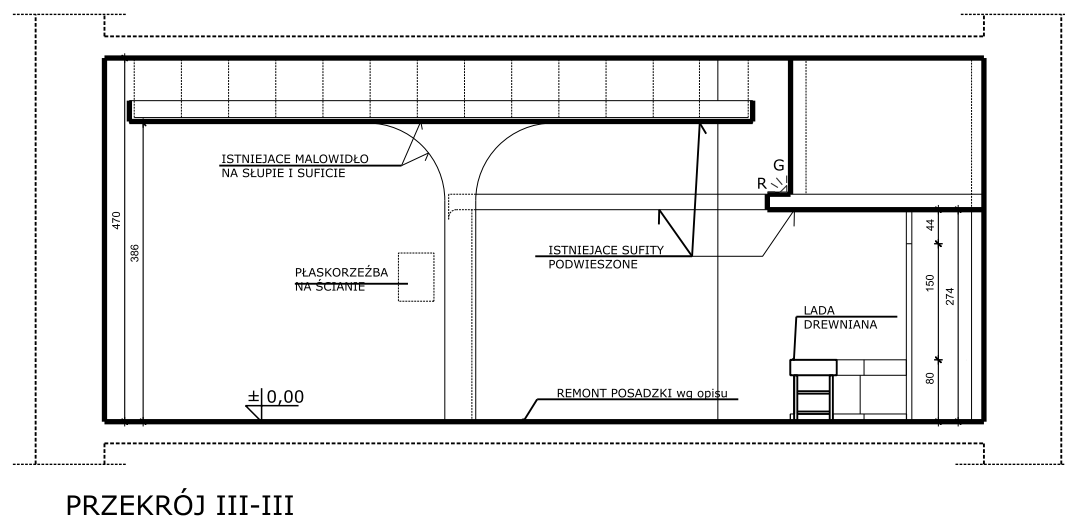 ISTNIEJACE MALOWIDŁO
NA SŁUPIE I SUFICIE
G
R
470
386
44
ISTNIEJACE SUFITY
PODWIESZONE
PŁASKORZEŹBA
NA ŚCIANIE
150
274
LADA
DREWNIANA
80
± 0,00
REMONT POSADZKI wg opisu
PRZEKRÓJ III-III